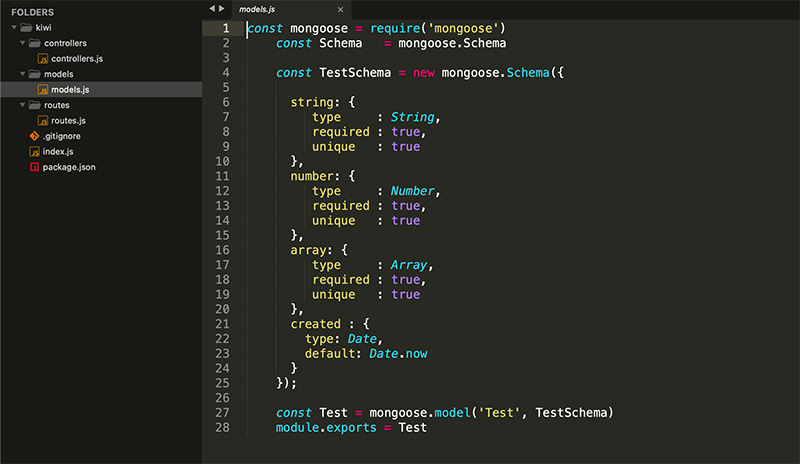 FOLDERS
kiwi
controllers
controllers.js
models
models.js
routes
routes.js
.gitignore
index.js
package.json
models.js
1 const mongoose = require('mongoose')
2     const Schema   = mongoose.Schema
3
4     const TestSchema = new mongoose.Schema({
5
6       string: {
7          type     : String,
8          required : true,
9          unique   : true
10       },
11       number: {
12          type     : Number,
13          required : true,
14          unique   : true
15       },
16       array: {
17          type     : Array,
18          required : true,
19          unique   : true
20       },
21       created : {
22         type: Date,
23         default: Date.now
24       }
25     });
26
27     const Test = mongoose.model('Test', TestSchema)
28     module.exports = Test